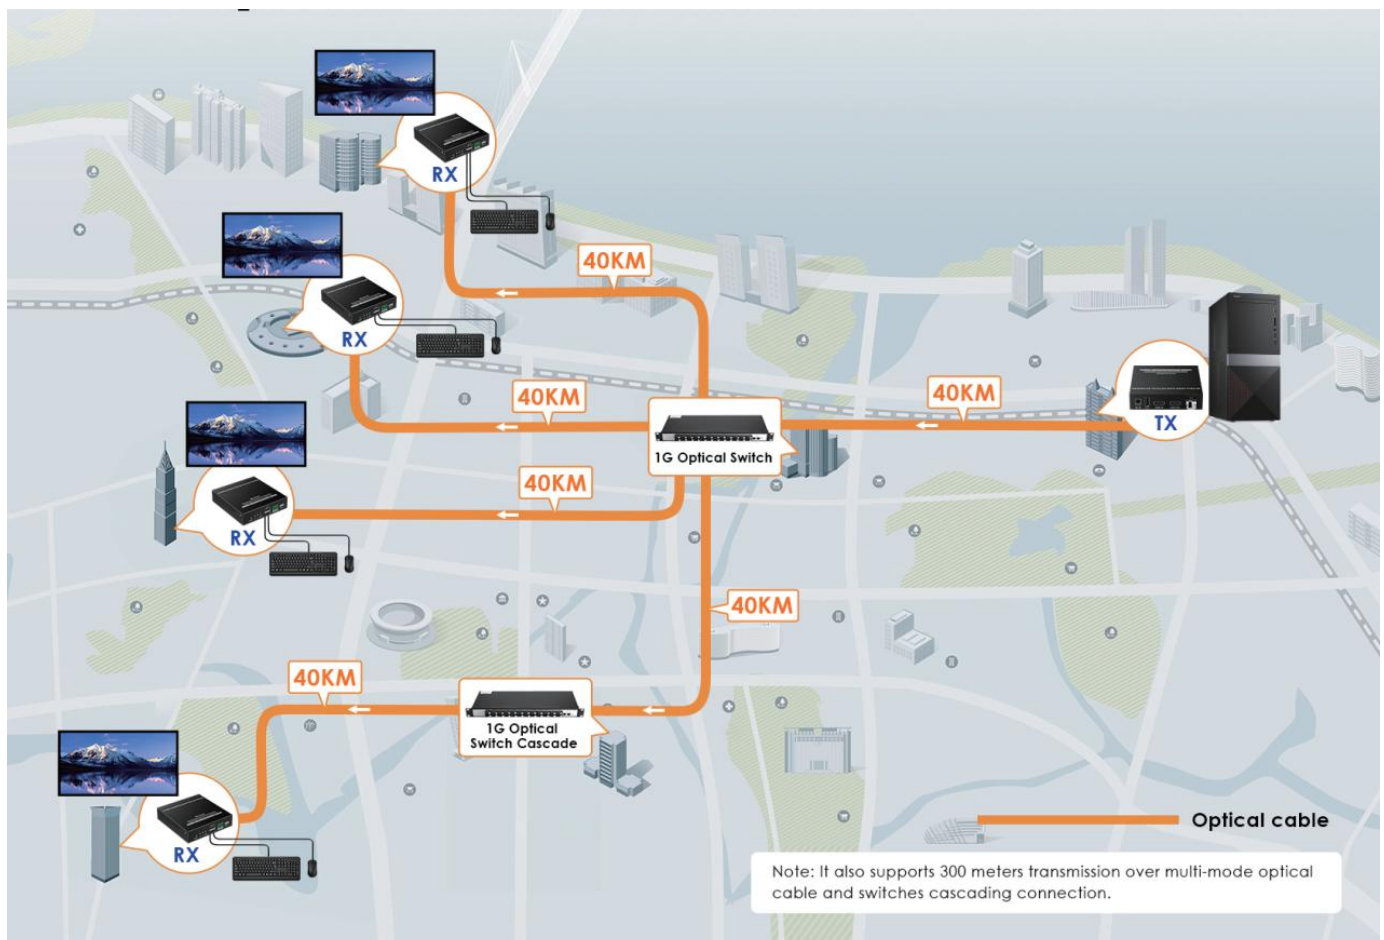 RX
40KM
RX
40KM
40KM
TX
1G Optical Switch
40KM
RX
40KM
40KM
1G Optical
Switch Cascade
RX
Optical cable
Note: It also supports 300 meters transmission over multi-mode optical
cable and switches cascading connection.